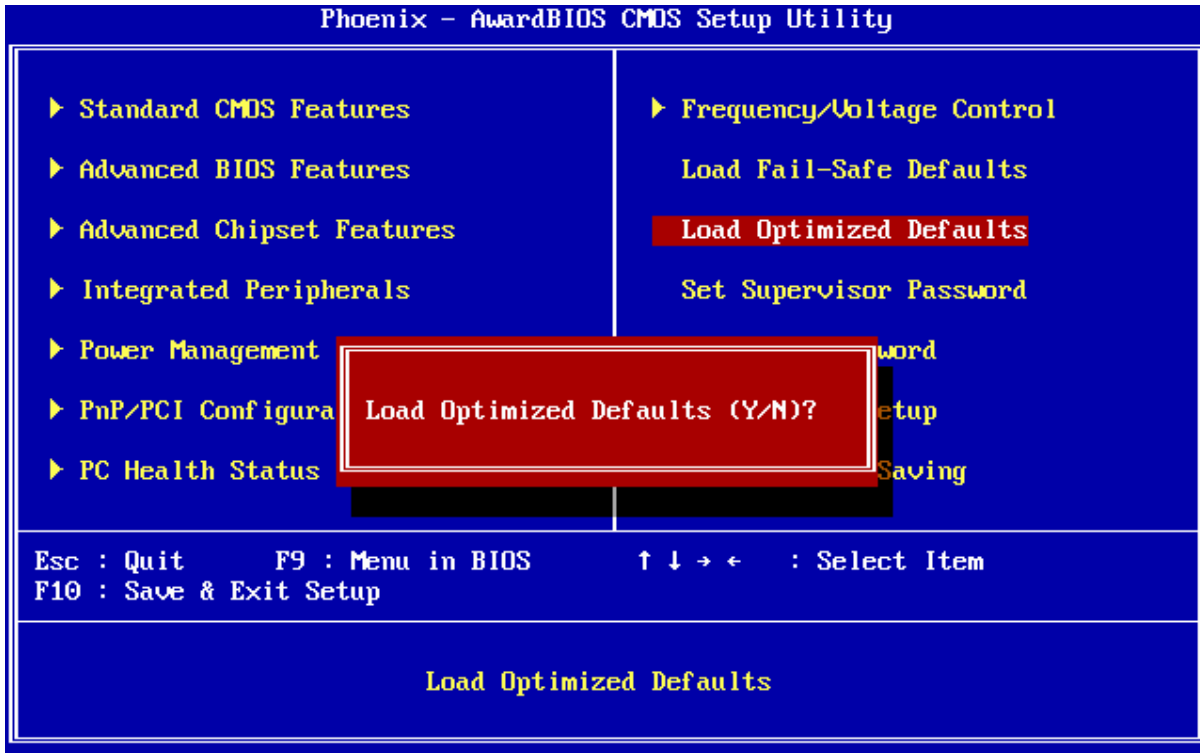 Phoenix - AwardBIOS CMOS Setup Utility
Standard CMOS Features
Advanced BIOS Features
Advanced Chipset Features
Integrated Peripherals
Power Management
PnP/PCI Configura
PC Health Status
Frequency/Voltage Control
Load Fail-Safe Defaults
Load Optimized Defaults
Set Supervisor Password
word
etup
Saving
Load Optimized Defaults (Y/N)?
Esc : Quit F9 : Menu in BIOS ↑ ↓ → ← : Select Item
F10 : Save & Exit Setup
Load Optimized Defaults